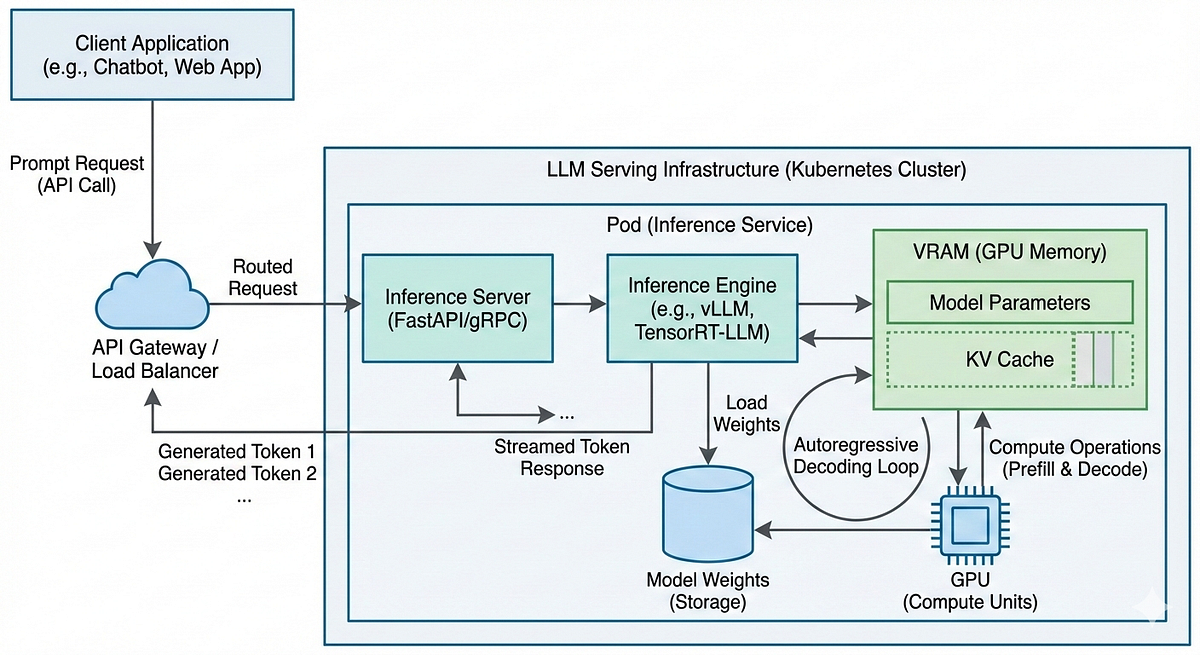 Client Application
(e.g., Chatbot, Web App)
Prompt Request
(API Call)
LLM Serving Infrastructure (Kubernetes Cluster)
Pod (Inference Service)
VRAM (GPU Memory)
Routed
Request
Inference Server
(FastAPI/gRPC)
Inference Engine
(e.g., vLLM,
TensorRT-LLM)
Model Parameters
KV Cache
API Gateway /
Load Balancer
...
Load
Weights
Generated Token 1
Generated Token 2
...
Streamed Token
Response
Autoregressive
Decoding Loop
Compute Operations
(Prefill & Decode)
Model Weights
(Storage)
GPU
(Compute Units)